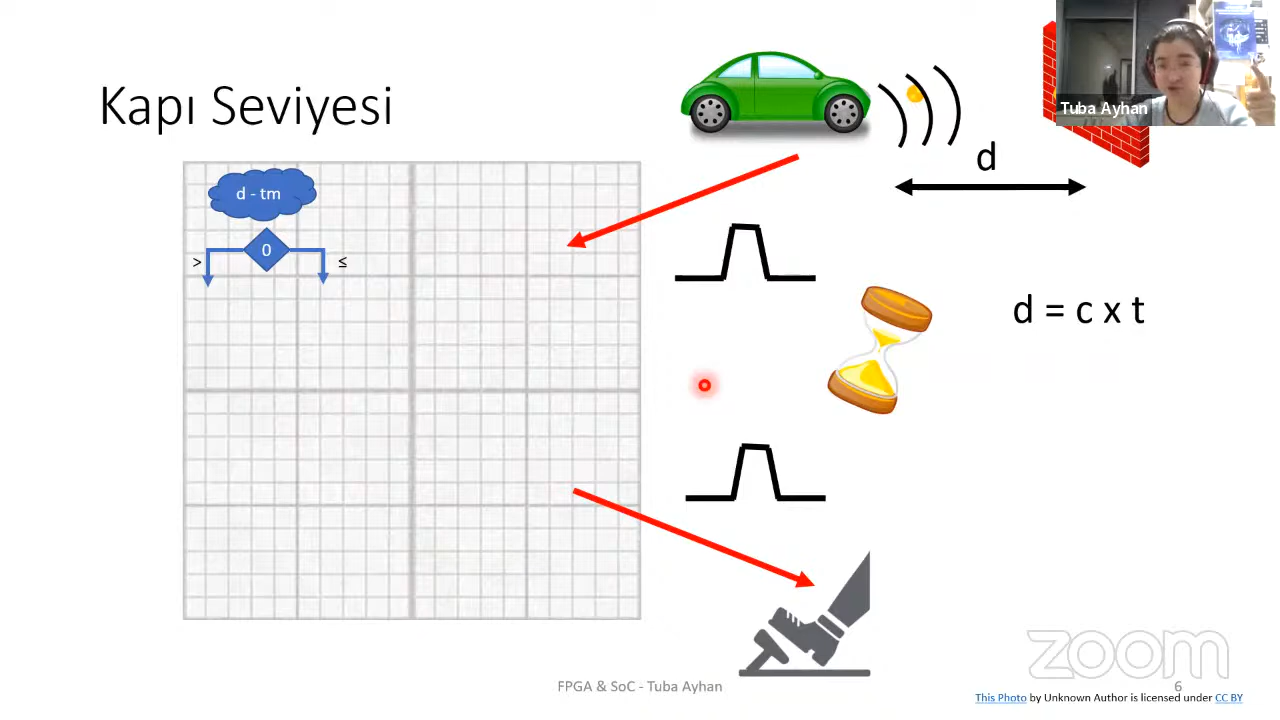 Kapı Seviyesi
Tuba Ayhan
d
d - tm
0
>
≤
d = c x t
zoom
FPGA & SoC - Tuba Ayhan
6
This Photo by Unknown Author is licensed under CC BY